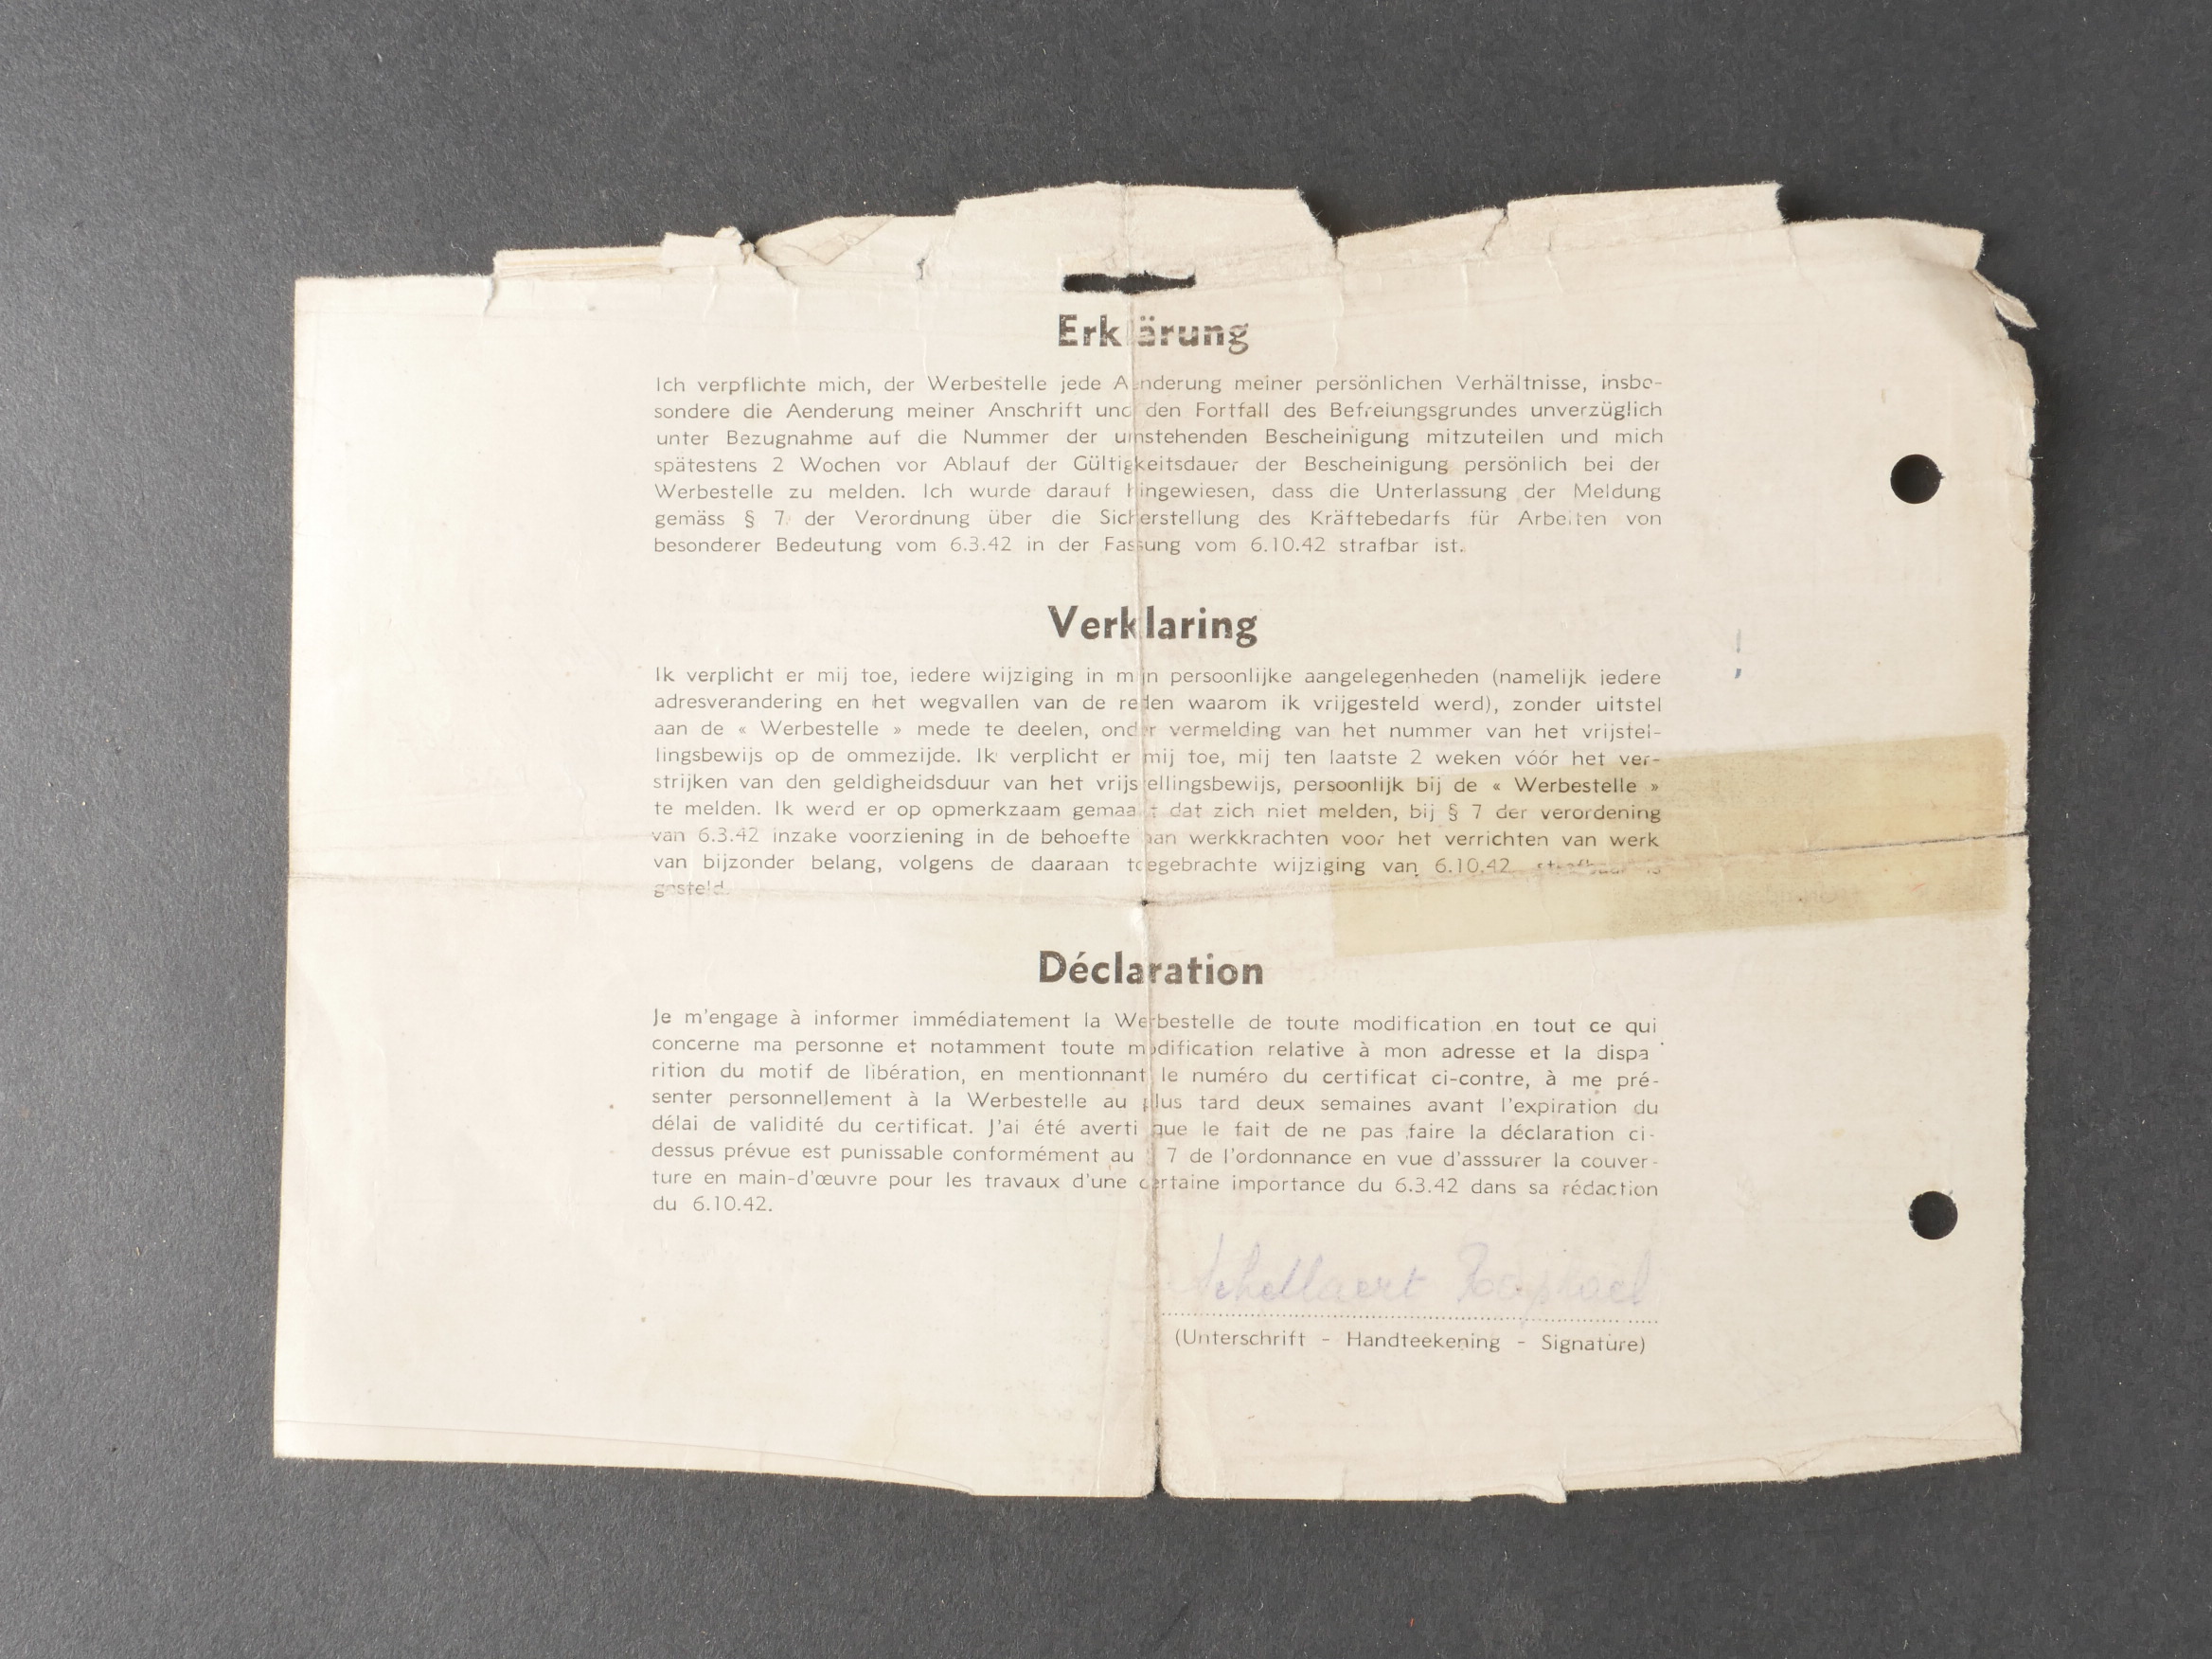 Erklärung
Ich verpflichte mich, der Werbestelle jede Aenderung meiner persönlichen Verhältnisse, insbe-
sondere die Aenderung meiner Anschrift und den Fortfall des Befreiungsgrundes unverzüglich
unter Bezugnahme auf die Nummer der umstehenden Bescheinigung mitzuteilen und mich
spätestens 2 Wochen vor Ablauf der Gültigkeitsdauer der Bescheinigung persönlich bei der
Werbestelle zu melden. Ich wurde darauf hingewiesen, dass die Unterlassung der Meldung
gemäss § 7 der Verordnung über die Sicherstellung des Kräftebedarfs für Arbeiten von
besonderer Bedeutung vom 6.3.42 in der Fassung vom 6.10.42 strafbar ist.
Verklaring
Ik verplicht er mij toe, iedere wijziging in mijn persoonlijke aangelegenheden (namelijk iedere
adresverandering en het wegvallen van de reden waarom ik vrijgesteld werd), zonder uitstel
aan de « Werbestelle » mede te deelen, onder vermelding van het nummer van het vrijstel-
lingsbewijs op de ommezijde. Ik verplicht er mij toe, mij ten laatste 2 weken vóór het ver-
strijken van den geldigheidsduur van het vrijstellingsbewijs, persoonlijk bij de « Werbestelle »
te melden. Ik werd er op opmerkzaam gemaakt dat zich niet melden, bij § 7 der verordening
van 6.3.42 inzake voorziening in de behoefte aan werkkrachten voor het verrichten van werk
van bijzonder belang, volgens de daaraan toegebrachte wijziging van 6.10.42 strafbaar is
gesteld.
Déclaration
Je m'engage à informer immédiatement la Werbestelle de toute modification en tout ce qui
concerne ma personne et notamment toute modification relative à mon adresse et la dispa
rition du motif de libération, en mentionnant le numéro du certificat ci-contre, à me pré-
senter personnellement à la Werbestelle au plus tard deux semaines avant l'expiration du
délai de validité du certificat. J'ai été averti que le fait de ne pas faire la déclaration ci-
dessus prévue est punissable conformément au § 7 de l'ordonnance en vue d'asssurer la couver-
ture en main-d'œuvre pour les travaux d'une certaine importance du 6.3.42 dans sa rédaction
du 6.10.42.
Schellaert Raphael
(Unterschrift - Handteekening - Signature)